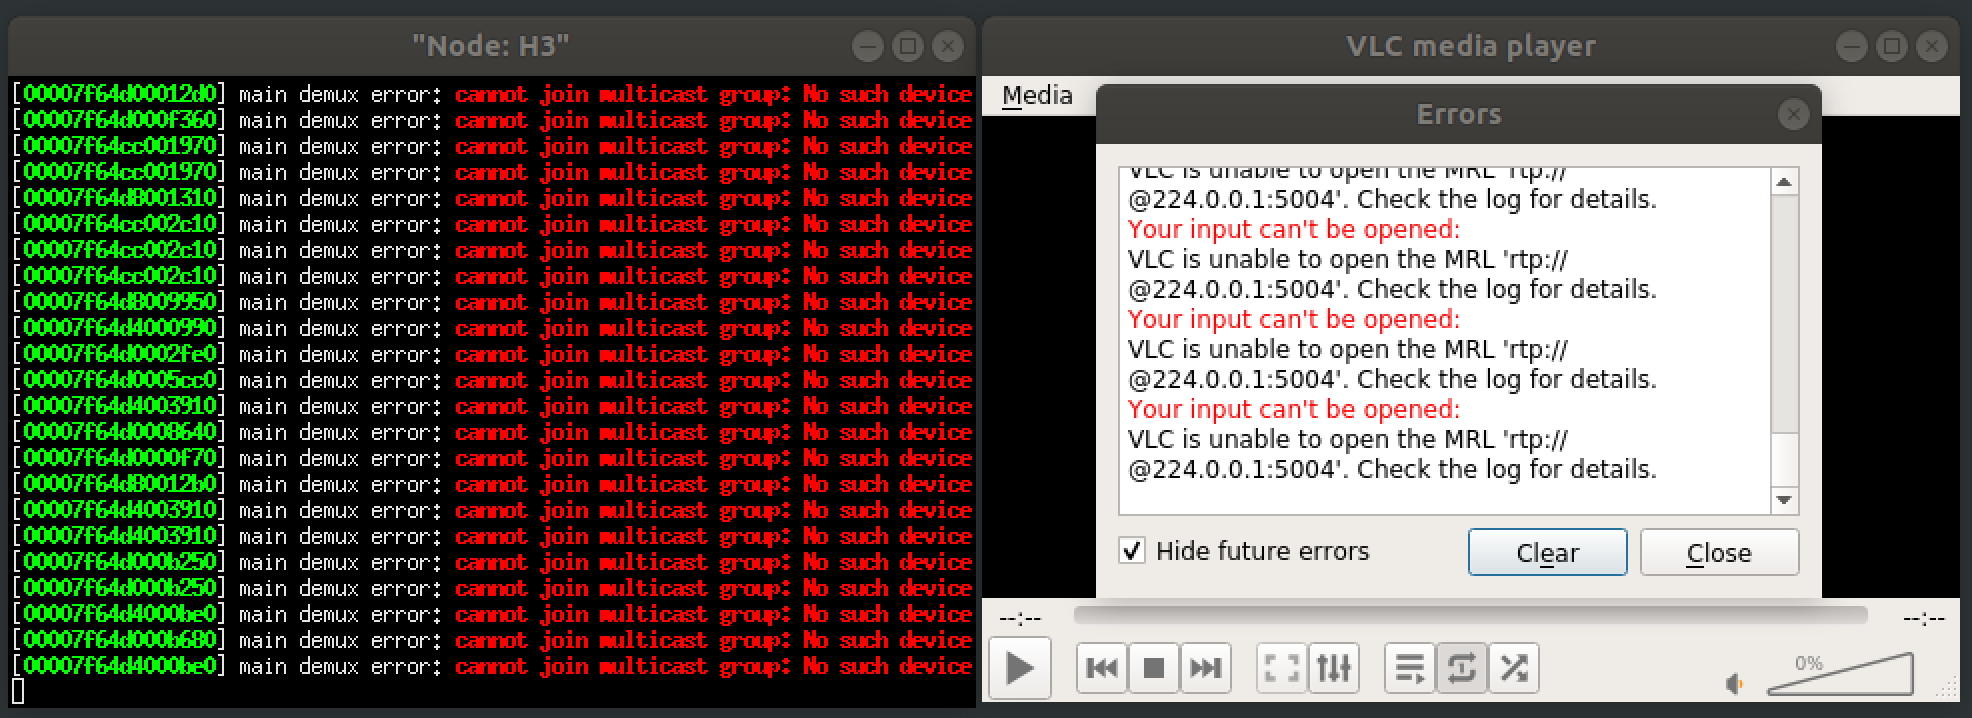 "Node: H3"
[00007f64d00012d0] main demux error: cannot join multicast group: No such device
[00007f64d000f360] main demux error: cannot join multicast group: No such device
[00007f64cc001970] main demux error: cannot join multicast group: No such device
[00007f64cc001970] main demux error: cannot join multicast group: No such device
[00007f64d8001310] main demux error: cannot join multicast group: No such device
[00007f64cc002c10] main demux error: cannot join multicast group: No such device
[00007f64cc002c10] main demux error: cannot join multicast group: No such device
[00007f64cc002c10] main demux error: cannot join multicast group: No such device
[00007f64d8009950] main demux error: cannot join multicast group: No such device
[00007f64d4000990] main demux error: cannot join multicast group: No such device
[00007f64d0002fe0] main demux error: cannot join multicast group: No such device
[00007f64d0005cc0] main demux error: cannot join multicast group: No such device
[00007f64d4003910] main demux error: cannot join multicast group: No such device
[00007f64d0008640] main demux error: cannot join multicast group: No such device
[00007f64d0000f70] main demux error: cannot join multicast group: No such device
[00007f64d80012b0] main demux error: cannot join multicast group: No such device
[00007f64d4003910] main demux error: cannot join multicast group: No such device
[00007f64d4003910] main demux error: cannot join multicast group: No such device
[00007f64d000b250] main demux error: cannot join multicast group: No such device
[00007f64d000b250] main demux error: cannot join multicast group: No such device
[00007f64d4000be0] main demux error: cannot join multicast group: No such device
[00007f64d000b680] main demux error: cannot join multicast group: No such device
[00007f64d4000be0] main demux error: cannot join multicast group: No such device
VLC media player
Media
Errors
VLC is unable to open the MRL 'rtp://
@224.0.0.1:5004'. Check the log for details.
Your input can't be opened:
VLC is unable to open the MRL 'rtp://
@224.0.0.1:5004'. Check the log for details.
Your input can't be opened:
VLC is unable to open the MRL 'rtp://
@224.0.0.1:5004'. Check the log for details.
Your input can't be opened:
VLC is unable to open the MRL 'rtp://
@224.0.0.1:5004'. Check the log for details.
Hide future errors
Clear
Close
--:--
--:--
0%